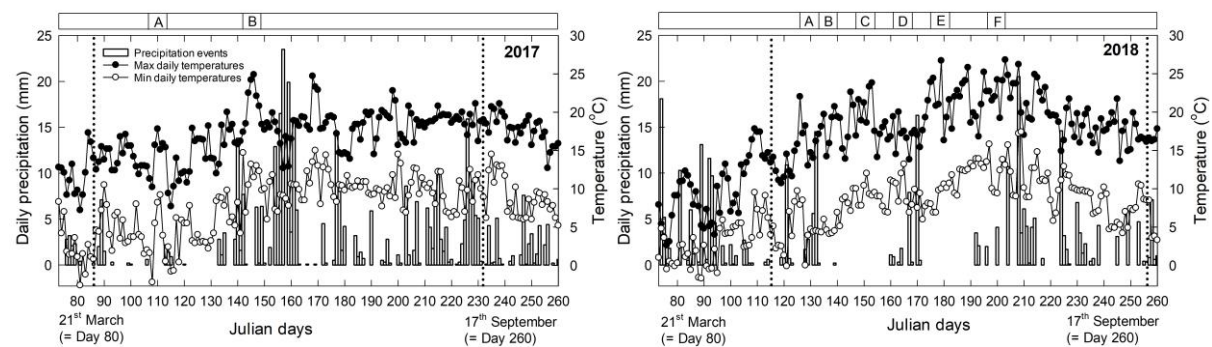 A B
2017
Precipitation events
Max daily temperatures
Min daily temperatures
Daily precipitation (mm)
25
20
15
10
5
0
Temperature (°C)
30
25
20
15
10
5
0
80 90 100 110 120 130 140 150 160 170 180 190 200 210 220 230 240 250 260
21st March
(= Day 80)
Julian days
17th September
(= Day 260)
A B C D E F
2018
Daily precipitation (mm)
25
20
15
10
5
0
Temperature (°C)
30
25
20
15
10
5
0
80 90 100 110 120 130 140 150 160 170 180 190 200 210 220 230 240 250 260
21st March
(= Day 80)
Julian days
17th September
(= Day 260)